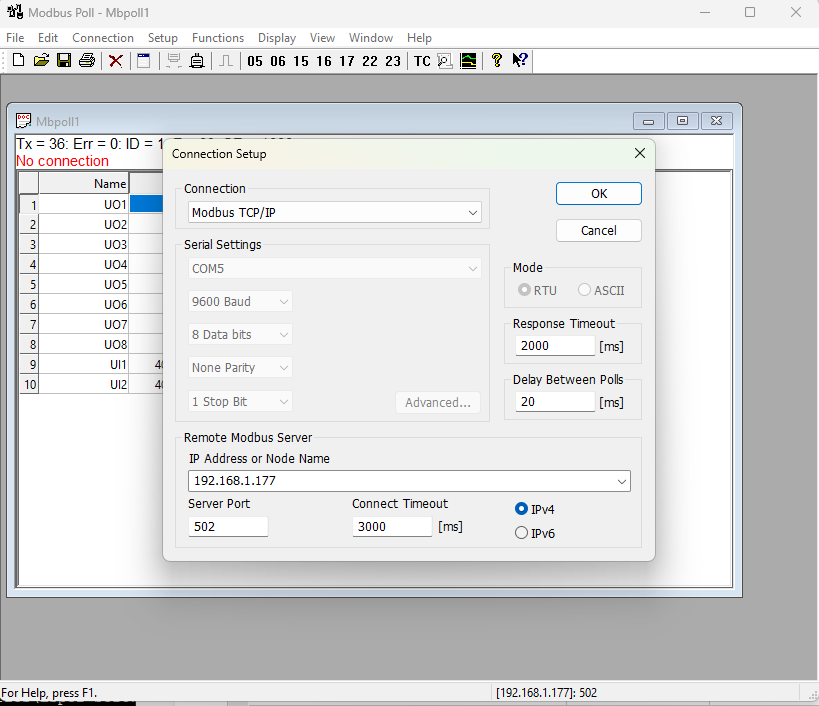 Modbus Poll - Mbpoll1
File Edit Connection Setup Functions Display View Window Help
05 06 15 16 17 22 23 TC
Mbpoll1
Tx = 36: Err = 0: ID = 1
No connection
Name
1 UO1
2 UO2
3 UO3
4 UO4
5 UO5
6 UO6
7 UO7
8 UO8
9 UI1
10 UI2
Connection Setup
Connection
Modbus TCP/IP
OK
Cancel
Serial Settings
COM5
9600 Baud
8 Data bits
None Parity
1 Stop Bit
Advanced...
Mode
RTU ASCII
Response Timeout
2000 [ms]
Delay Between Polls
20 [ms]
Remote Modbus Server
IP Address or Node Name
192.168.1.177
Server Port Connect Timeout
502 3000 [ms]
IPv4
IPv6
For Help, press F1. [192.168.1.177]: 502